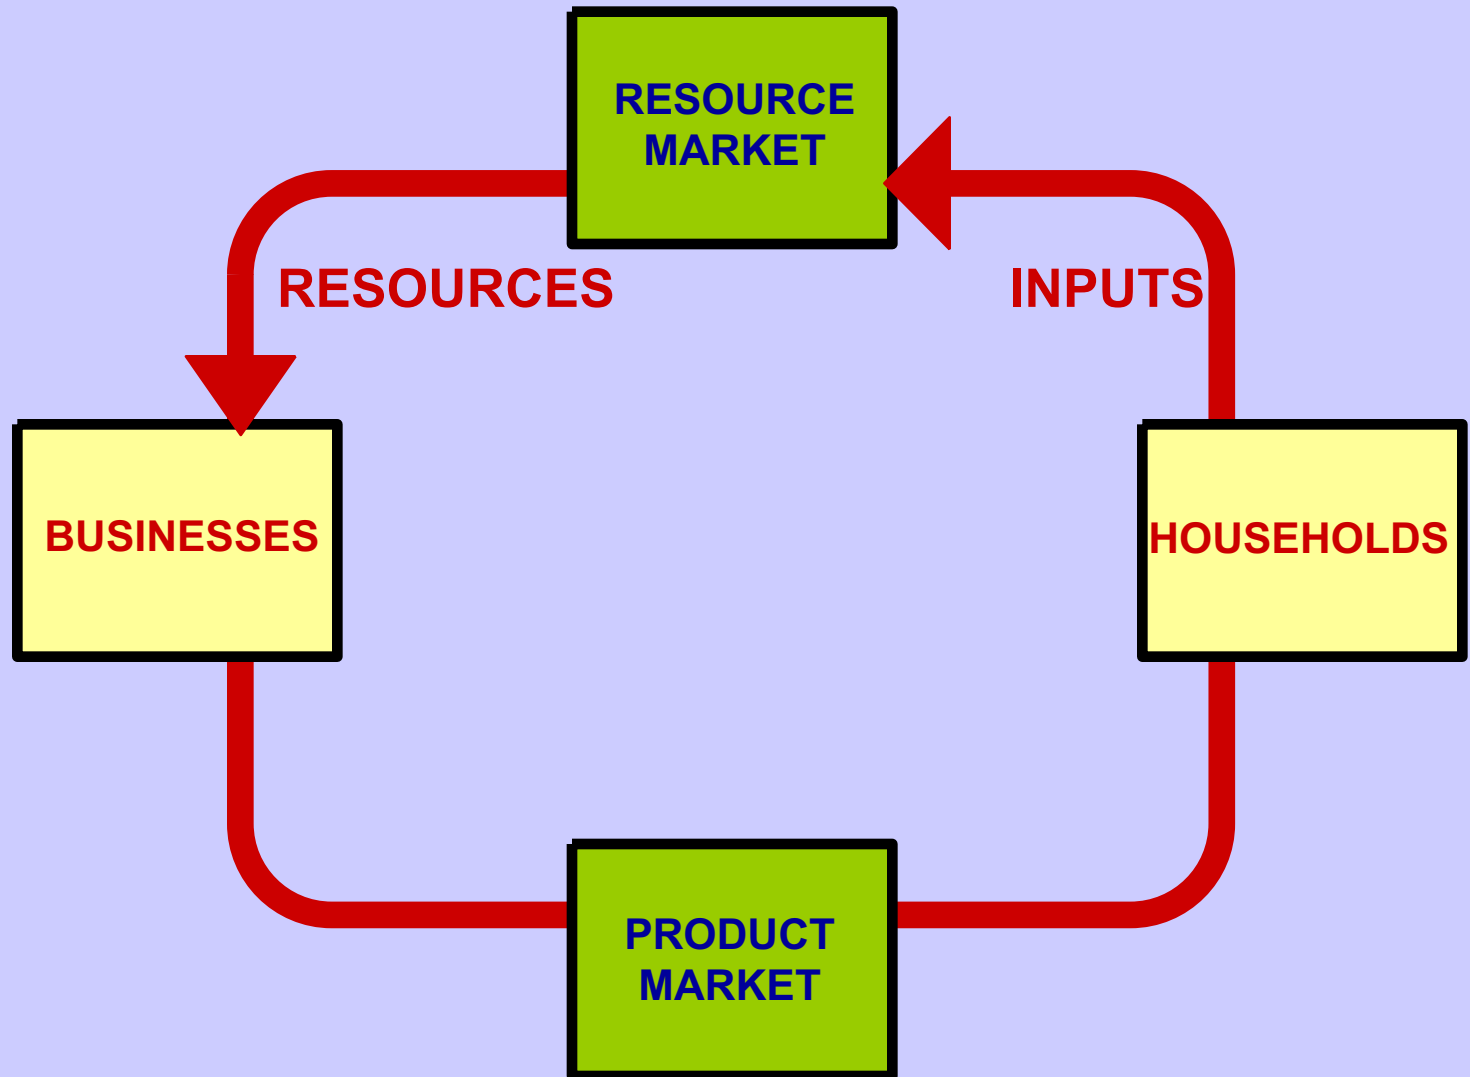 RESOURCE
MARKET
RESOURCES
INPUTS
BUSINESSES
HOUSEHOLDS
PRODUCT
MARKET